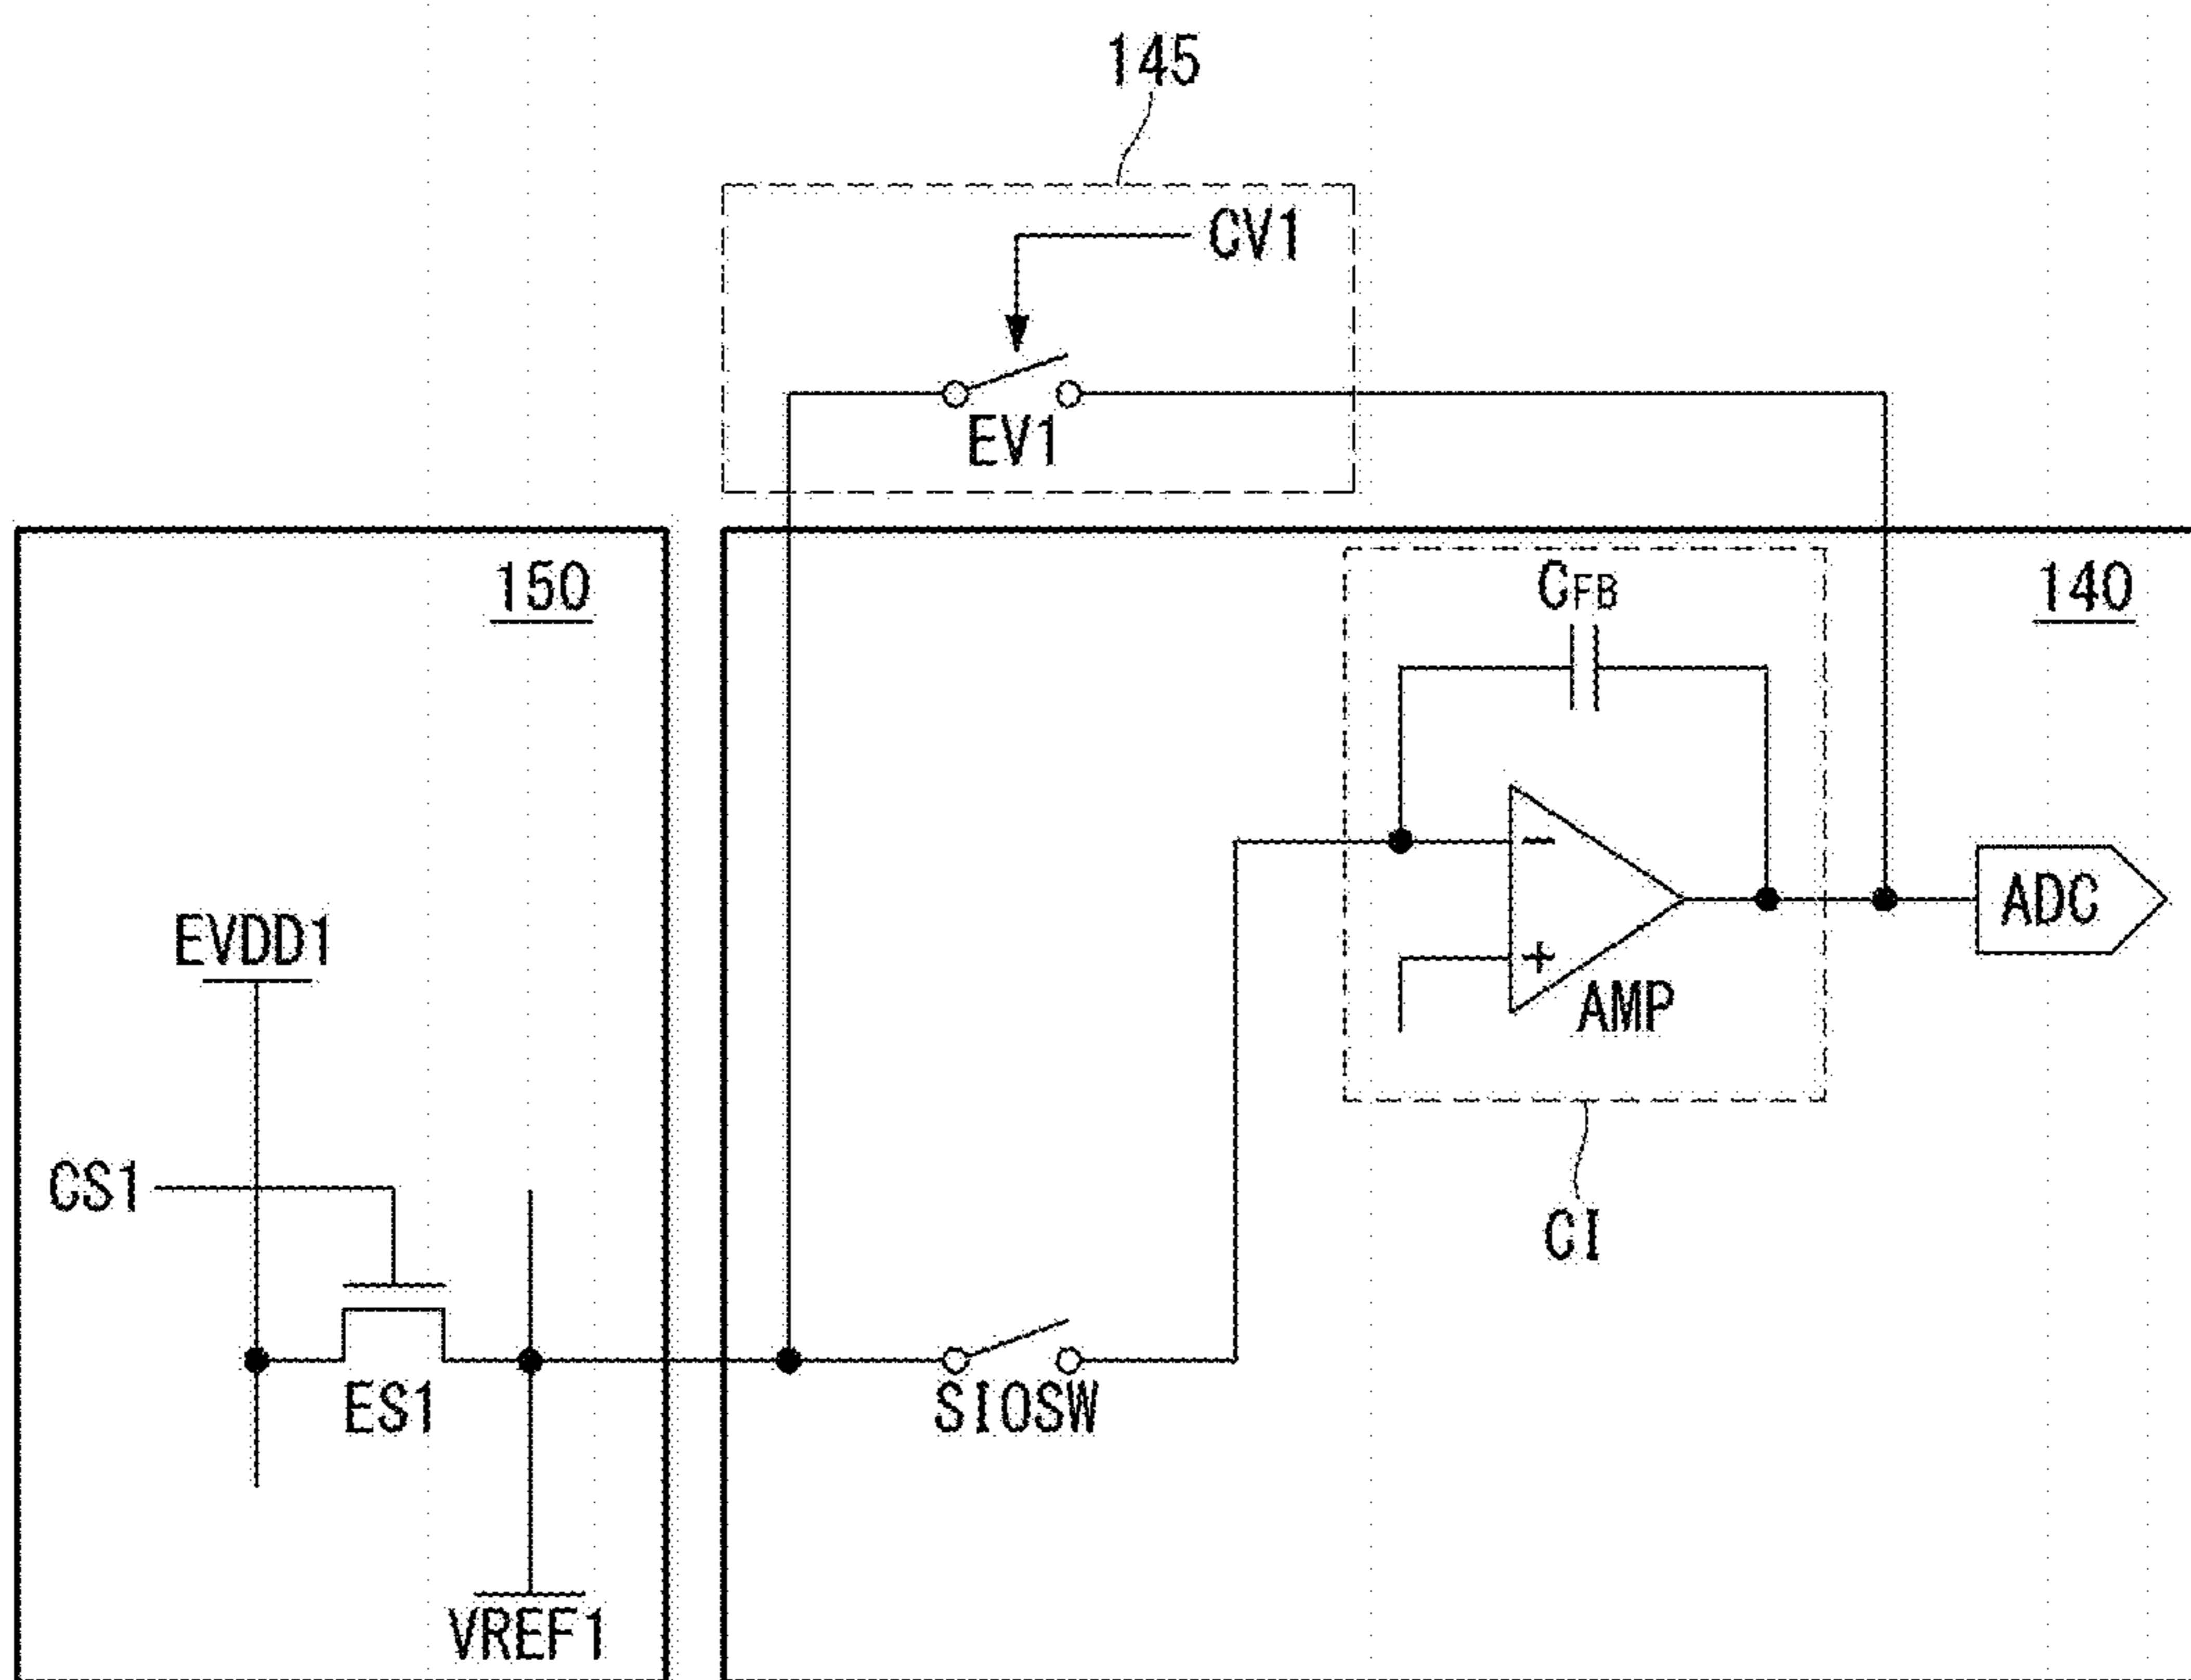 145
CV1
EV1
150
CFB
140
−
ADC
EVDD1
+
AMP
CS1
CI
ES1
SIOSW
VREF1